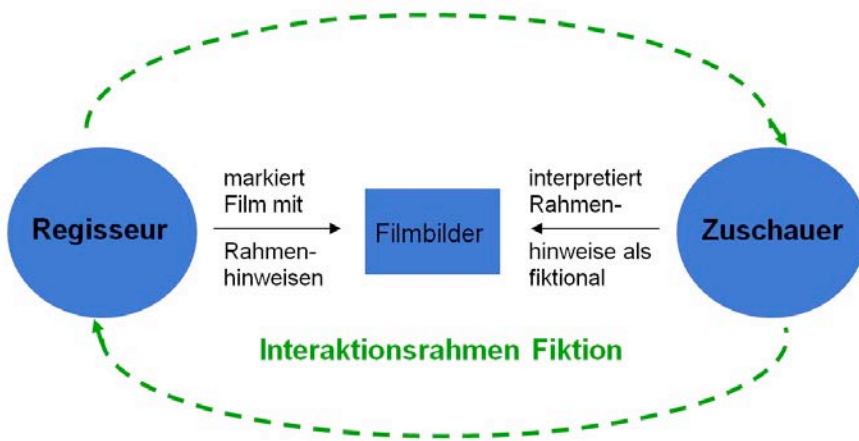 Regisseur
markiert
Film mit
Rahmen-
hinweisen
Filmbilder
interpretiert
Rahmen-
hinweise als
fiktional
Zuschauer
Interaktionsrahmen Fiktion